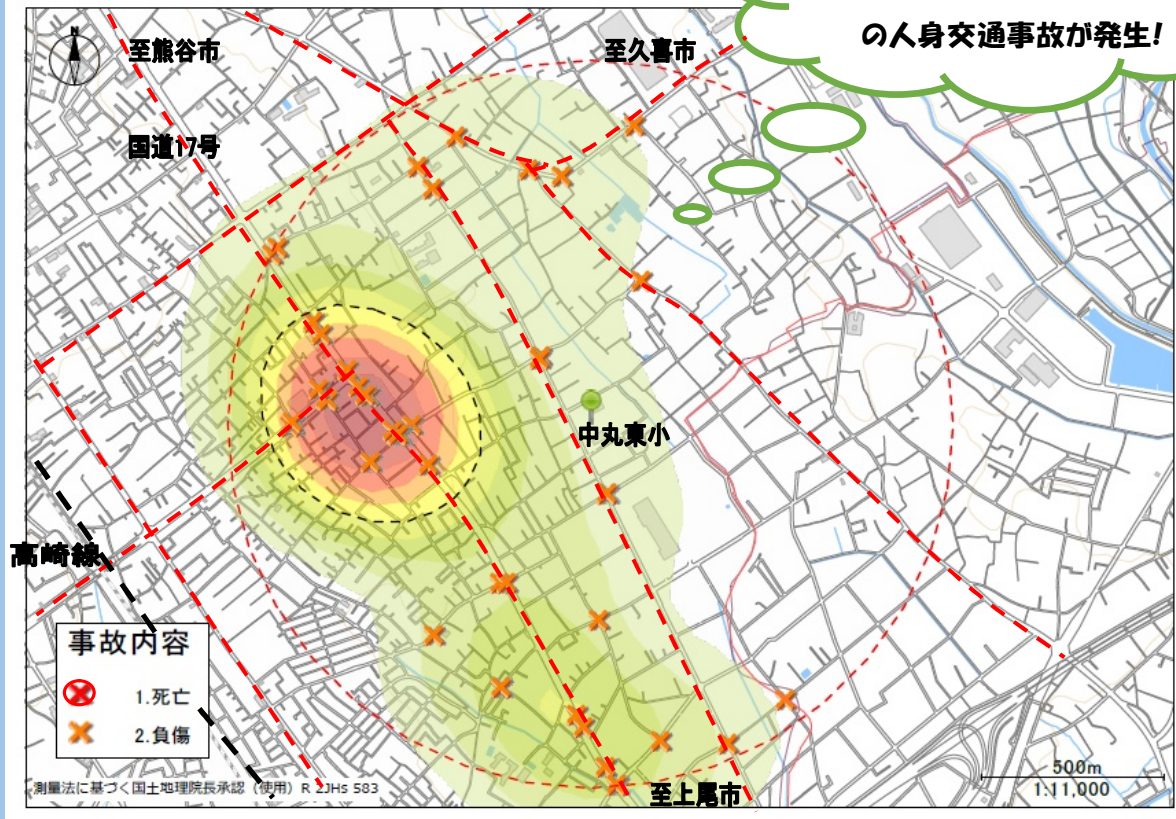 の人身交通事故が発生!
N
至熊谷市
至久喜市
国道17号
中丸東小
高崎線
事故内容
1.死亡
2.負傷
測量法に基づく国土地理院長承認(使用)R 2JHs 583
至上尾市
500m
1:11,000